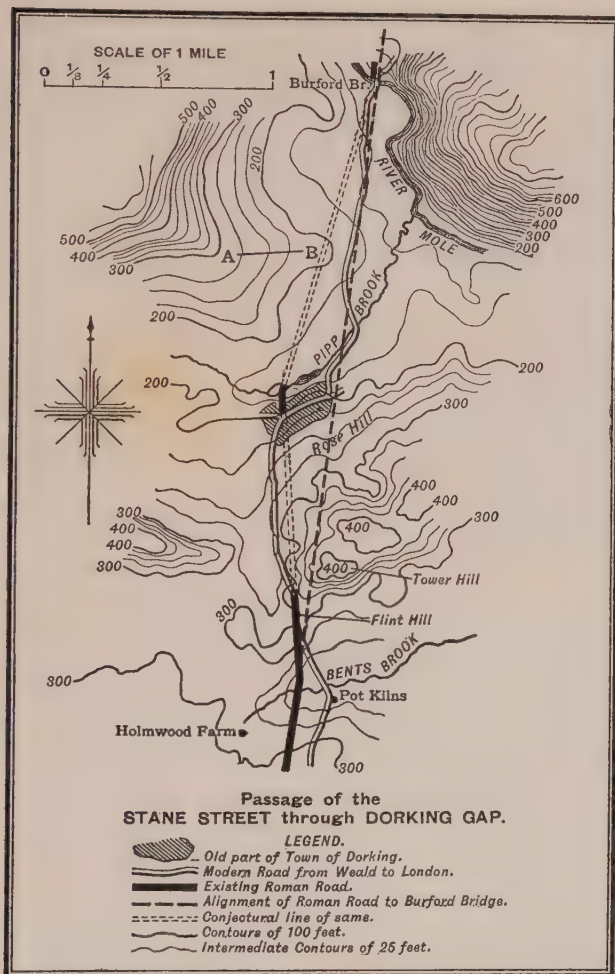 SCALE OF 1 MILE
0 1/8 1/4 1/2 1
Burford Br.
500
400
300
200
600
500
400
300
200
RIVER
MOLE
500
400
300
A B
200
BROOK
PIPP
200
200
Rose Hill
300
400
400
300
400
300
300
400
400
Tower Hill
300
Flint Hill
BENTS BROOK
300
Pot Kilns
Holmwood Farm
300
Passage of the
STANE STREET through DORKING GAP.
LEGEND.
Old part of Town of Dorking.
Modern Road from Weald to London.
Existing Roman Road.
Alignment of Roman Road to Burford Bridge.
Conjectural line of same.
Contours of 100 feet.
Intermediate Contours of 25 feet.